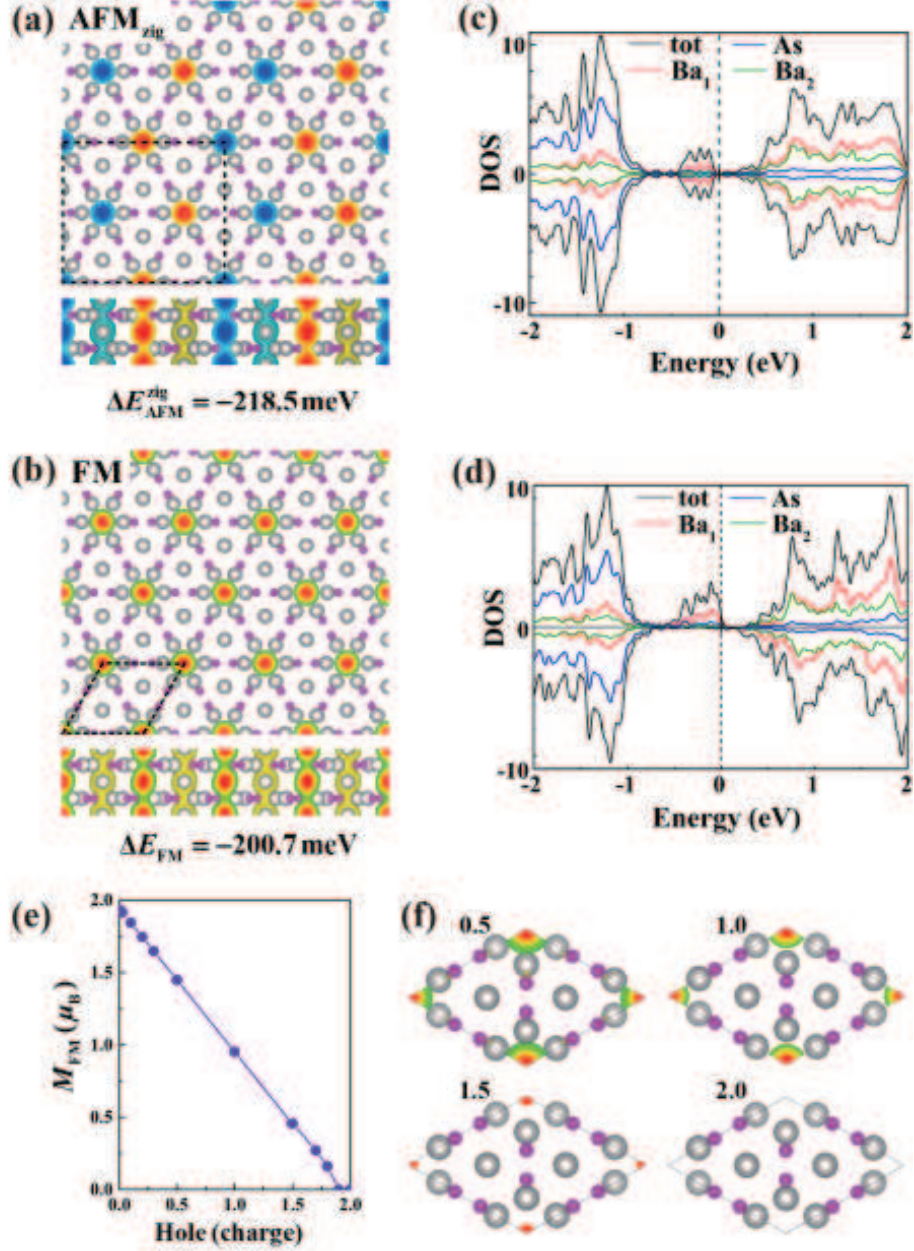 (a) AFM_zig
ΔE^zig_AFM = −218.5 meV
(b) FM
ΔE_FM = −200.7 meV
(c)
tot As
Ba₁ Ba₂
10
0
-10
DOS
-2 -1 0 1 2
Energy (eV)
(d)
tot As
Ba₁ Ba₂
10
0
-10
DOS
-2 -1 0 1 2
Energy (eV)
(e)
2.0
1.5
1.0
0.5
0.0
M_FM (μ_B)
0.0 0.5 1.0 1.5 2.0
Hole (charge)
(f)
0.5 1.0
1.5 2.0